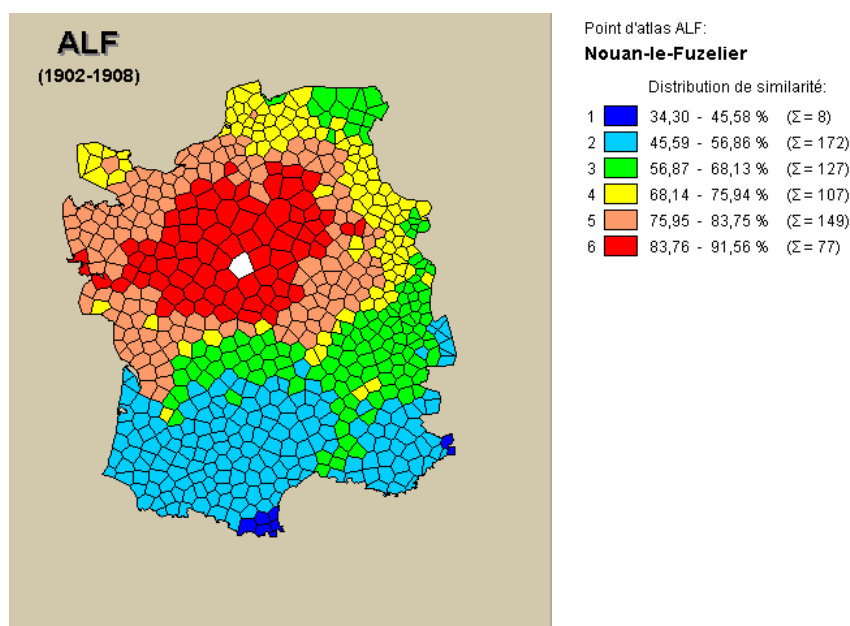 ALF
(1902-1908)
Point d'atlas ALF:
Nouan-le-Fuzelier
Distribution de similarité:
1 34,30 - 45,58 % (Σ = 8)
2 45,59 - 56,86 % (Σ = 172)
3 56,87 - 68,13 % (Σ = 127)
4 68,14 - 75,94 % (Σ = 107)
5 75,95 - 83,75 % (Σ = 149)
6 83,76 - 91,56 % (Σ = 77)